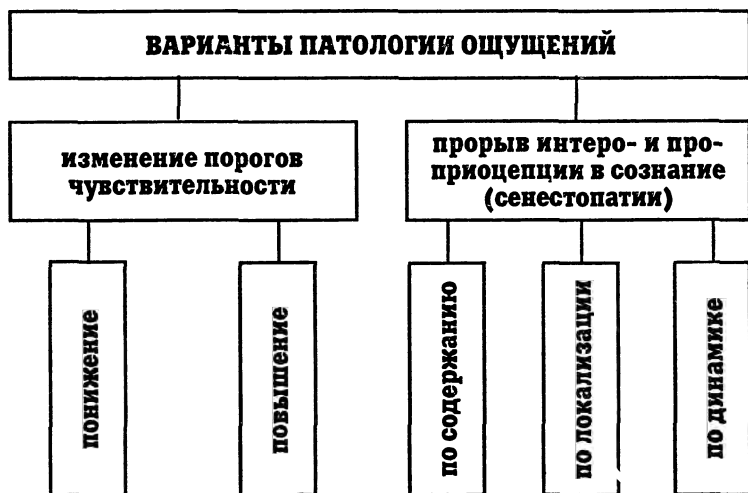 ВАРИАНТЫ ПАТОЛОГИИ ОЩУЩЕНИЙ
изменение порогов
чувствительности
прорыв интеро- и про-
приоцепции в сознание
(сенестопатии)
понижение
повышение
по содержанию
по локализации
по динамике